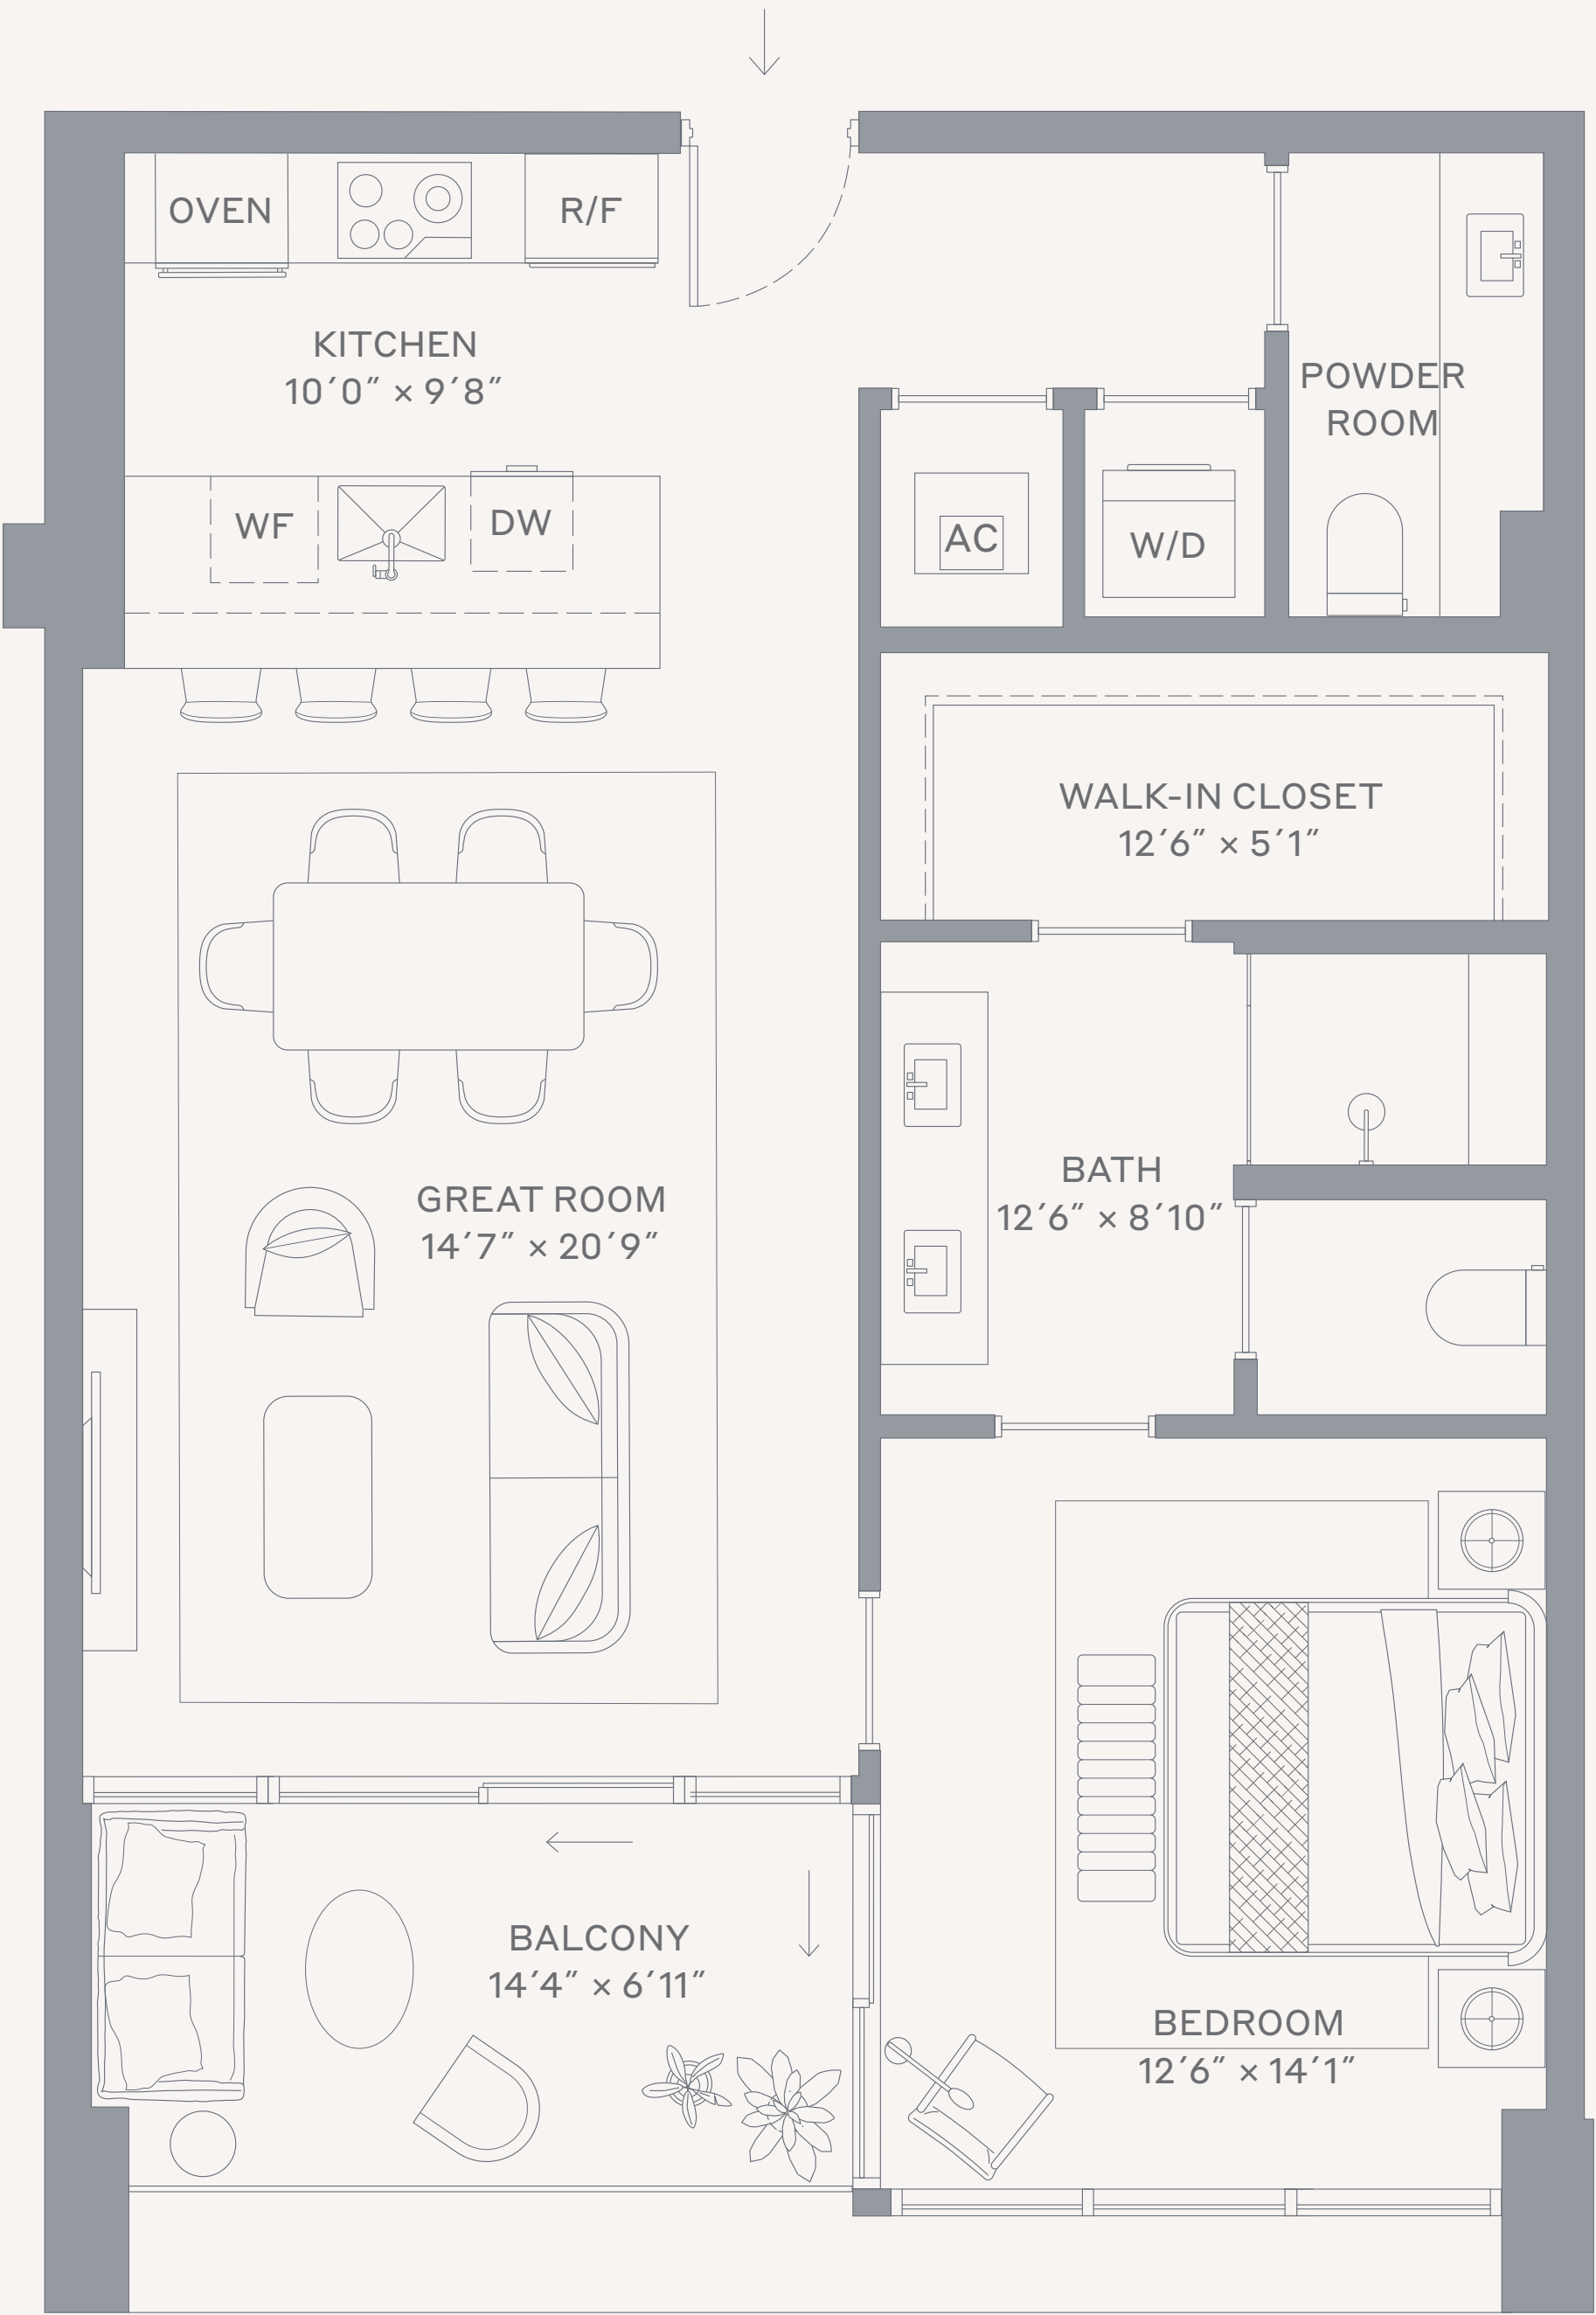 OVEN
R/F
KITCHEN
10´0˝ × 9´8˝
POWDER
ROOM
WF
DW
AC
W/D
WALK-IN CLOSET
12´6˝ × 5´1˝
BATH
12´6˝ × 8´10˝
GREAT ROOM
14´7˝ × 20´9˝
BALCONY
14´4˝ × 6´11˝
BEDROOM
12´6˝ × 14´1˝